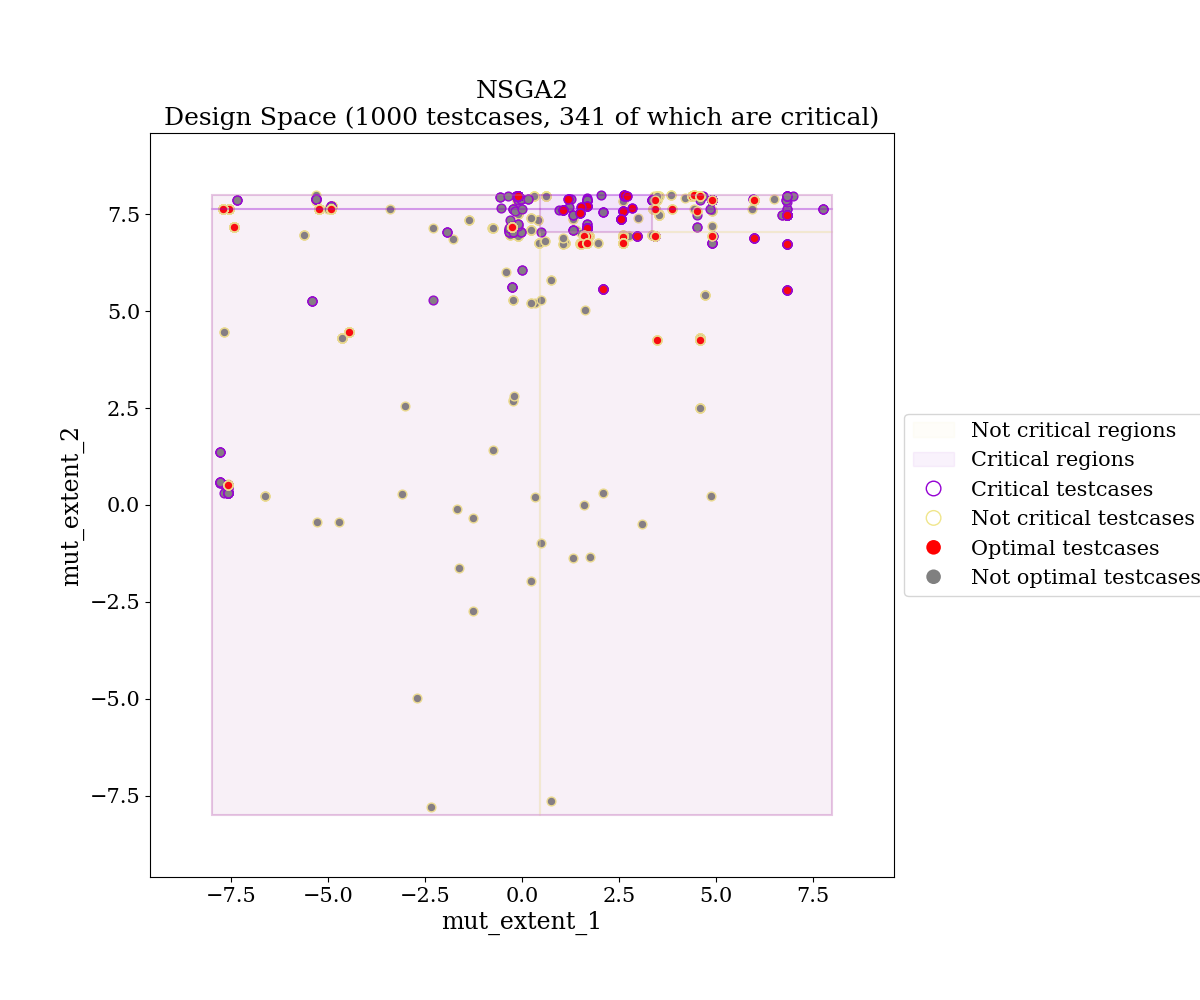 NSGA2
Design Space (1000 testcases, 341 of which are critical)
7.5
5.0
2.5
0.0
−2.5
−5.0
−7.5
mut_extent_2
−7.5
−5.0
−2.5
0.0
2.5
5.0
7.5
mut_extent_1
Not critical regions
Critical regions
Critical testcases
Not critical testcases
Optimal testcases
Not optimal testcases